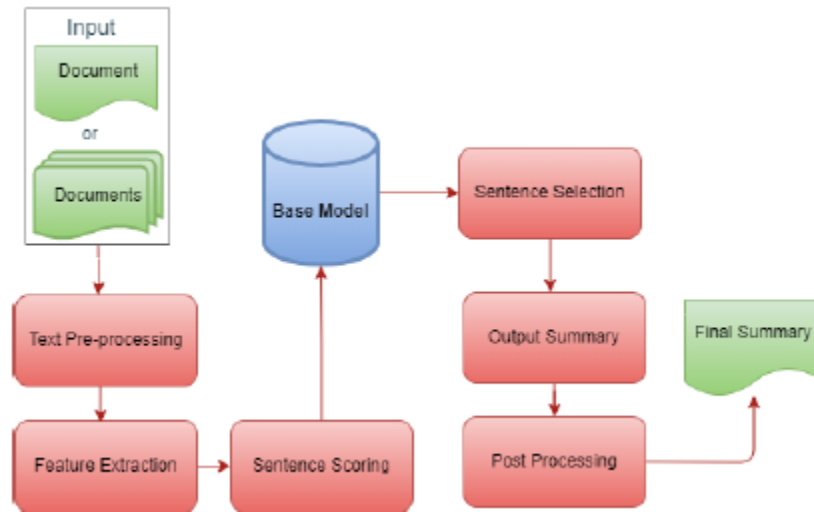 Input
Document
or
Documents
Text Pre-processing
Feature Extraction
Sentence Scoring
Base Model
Sentence Selection
Output Summary
Post Processing
Final Summary